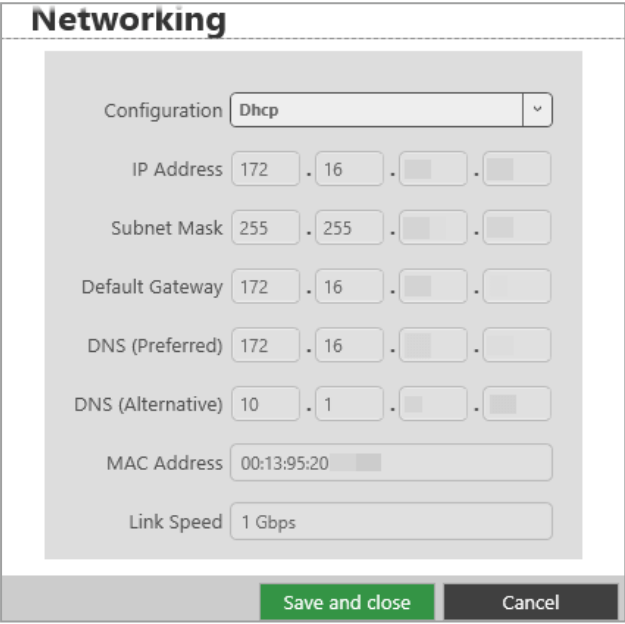 Networking
Configuration Dhcp
IP Address 172 . 16 . .
Subnet Mask 255 . 255 . .
Default Gateway 172 . 16 . .
DNS (Preferred) 172 . 16 . .
DNS (Alternative) 10 . 1 . .
MAC Address 00:13:95:20
Link Speed 1 Gbps
Save and close Cancel